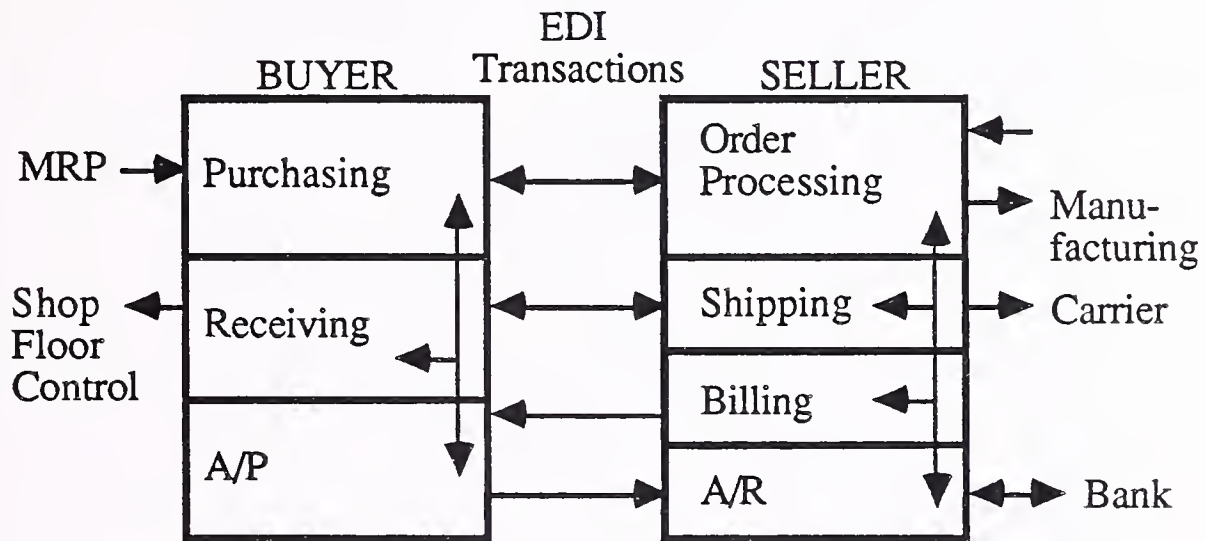 EDI
Transactions
BUYER
SELLER
MRP
Purchasing
Order
Processing
Manu-
facturing
Shop
Floor
Control
Receiving
Shipping
Carrier
Billing
A/P
A/R
Bank